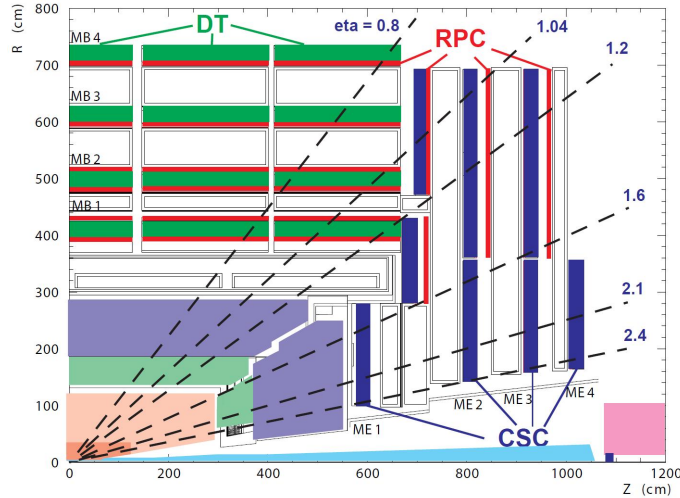 R (cm)
800
700
600
500
400
300
200
100
0
MB 4
MB 3
MB 2
MB 1
DT
eta = 0.8
RPC
1.04
1.2
1.6
2.1
2.4
ME 1
ME 2
ME 3
ME 4
CSC
0
200
400
600
800
1000
1200
Z (cm)